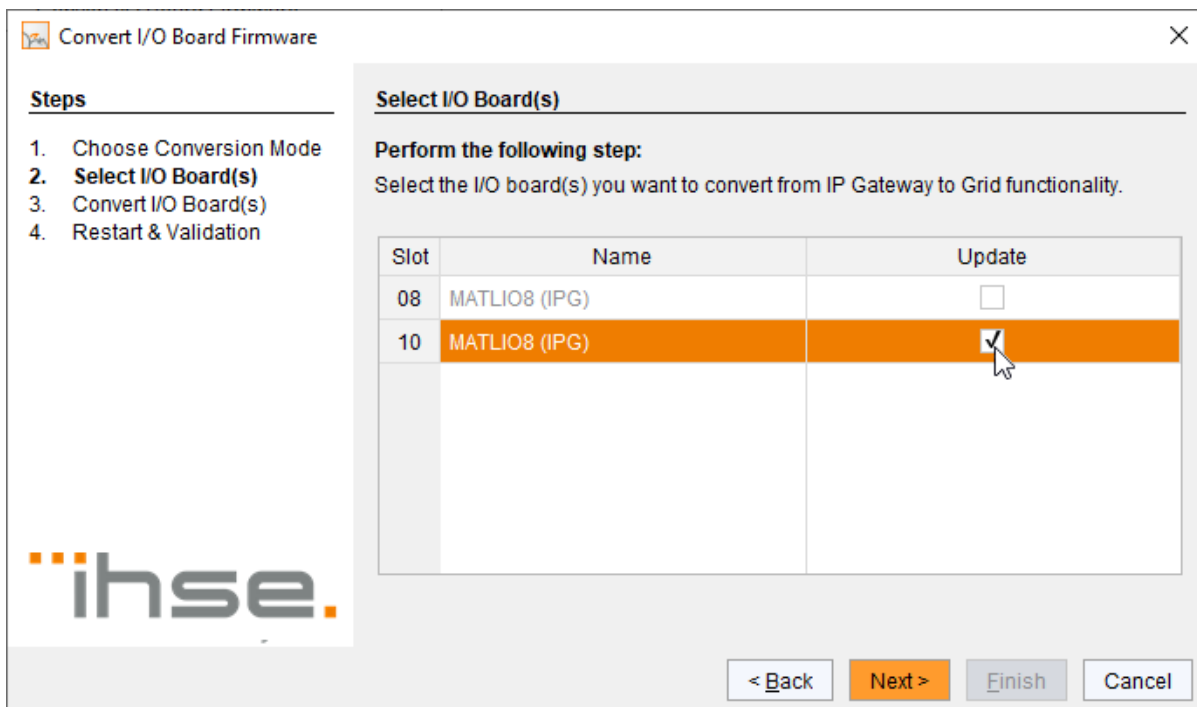 Convert I/O Board Firmware
Steps
1. Choose Conversion Mode
2. Select I/O Board(s)
3. Convert I/O Board(s)
4. Restart & Validation
Select I/O Board(s)
Perform the following step:
Select the I/O board(s) you want to convert from IP Gateway to Grid functionality.
Slot Name Update
08 MATLIO8 (IPG)
10 MATLIO8 (IPG)
ihse.
< Back Next > Finish Cancel